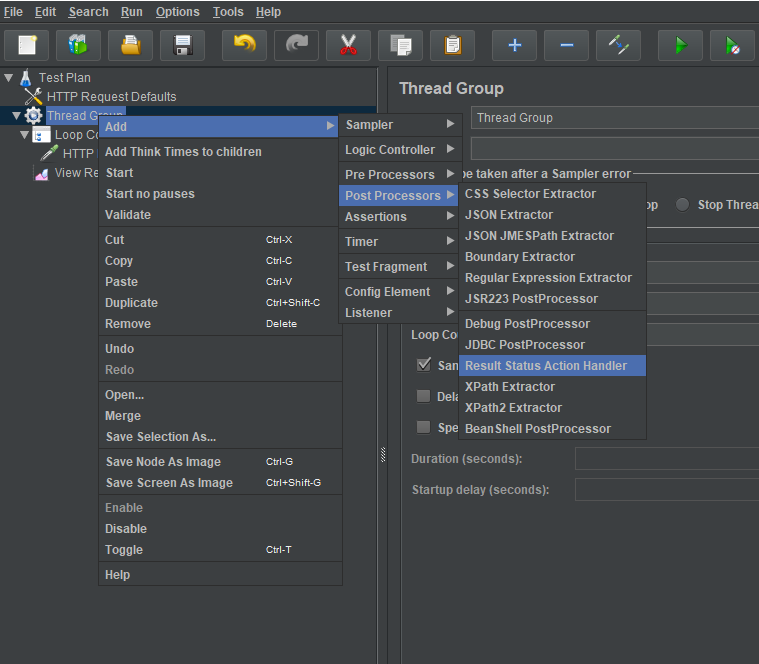 File Edit Search Run Options Tools Help
Test Plan
HTTP Request Defaults
Thread Group
Loop Co
HTTP
View Re
Add
Add Think Times to children
Start
Start no pauses
Validate
Cut Ctrl-X
Copy Ctrl-C
Paste Ctrl-V
Duplicate Ctrl+Shift-C
Remove Delete
Undo
Redo
Open...
Merge
Save Selection As...
Save Node As Image Ctrl-G
Save Screen As Image Ctrl+Shift-G
Enable
Disable
Toggle Ctrl-T
Help
Sampler
Logic Controller
Pre Processors
Post Processors
Assertions
Timer
Test Fragment
Config Element
Listener
CSS Selector Extractor
JSON Extractor
JSON JMESPath Extractor
Boundary Extractor
Regular Expression Extractor
JSR223 PostProcessor
Debug PostProcessor
JDBC PostProcessor
Result Status Action Handler
XPath Extractor
XPath2 Extractor
BeanShell PostProcessor
Thread Group
Thread Group
be taken after a Sampler error
op Stop Threa
Loop Co
Sam
Dela
Spe
Duration (seconds):
Startup delay (seconds):